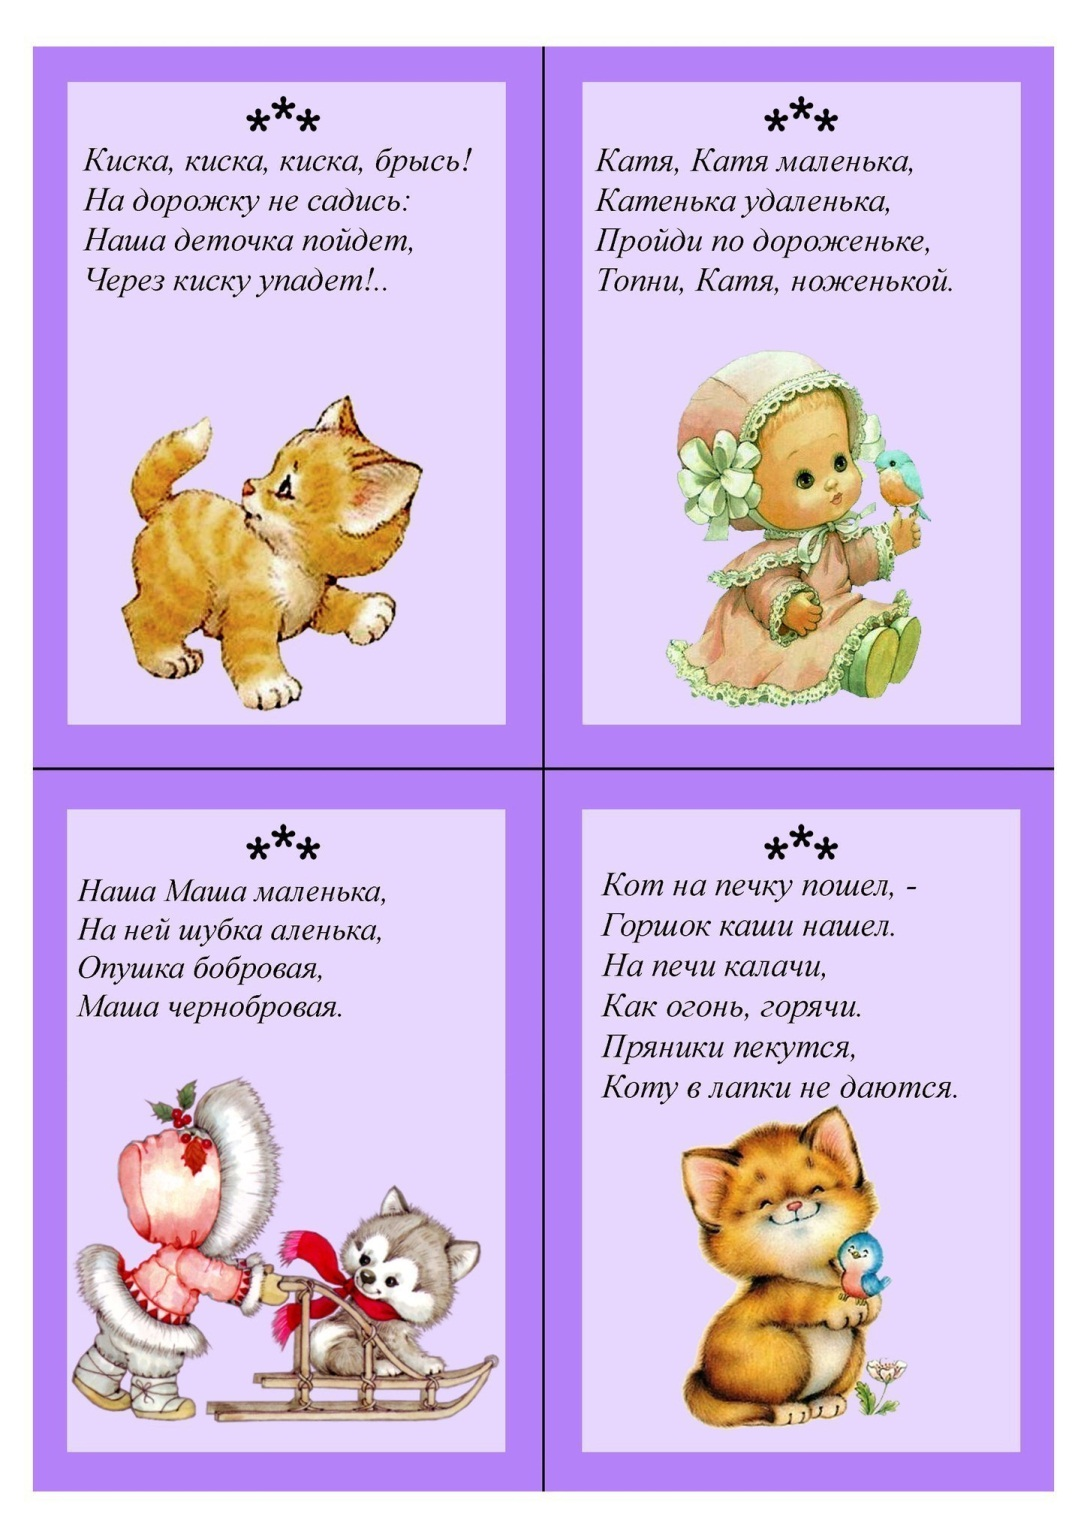 ***
Киска, киска, киска, брысь!
На дорожку не садись:
Наша деточка пойдет,
Через киску упадет!..
***
Катя, Катя маленька,
Катенька удаленька,
Пройди по дороженьке,
Топни, Катя, ноженькой.
***
Наша Маша маленька,
На ней шубка аленька,
Опушка бобровая,
Маша чернобровая.
***
Кот на печку пошел, -
Горшок каши нашел.
На печи калачи,
Как огонь, горячи.
Пряники пекутся,
Коту в лапки не даются.